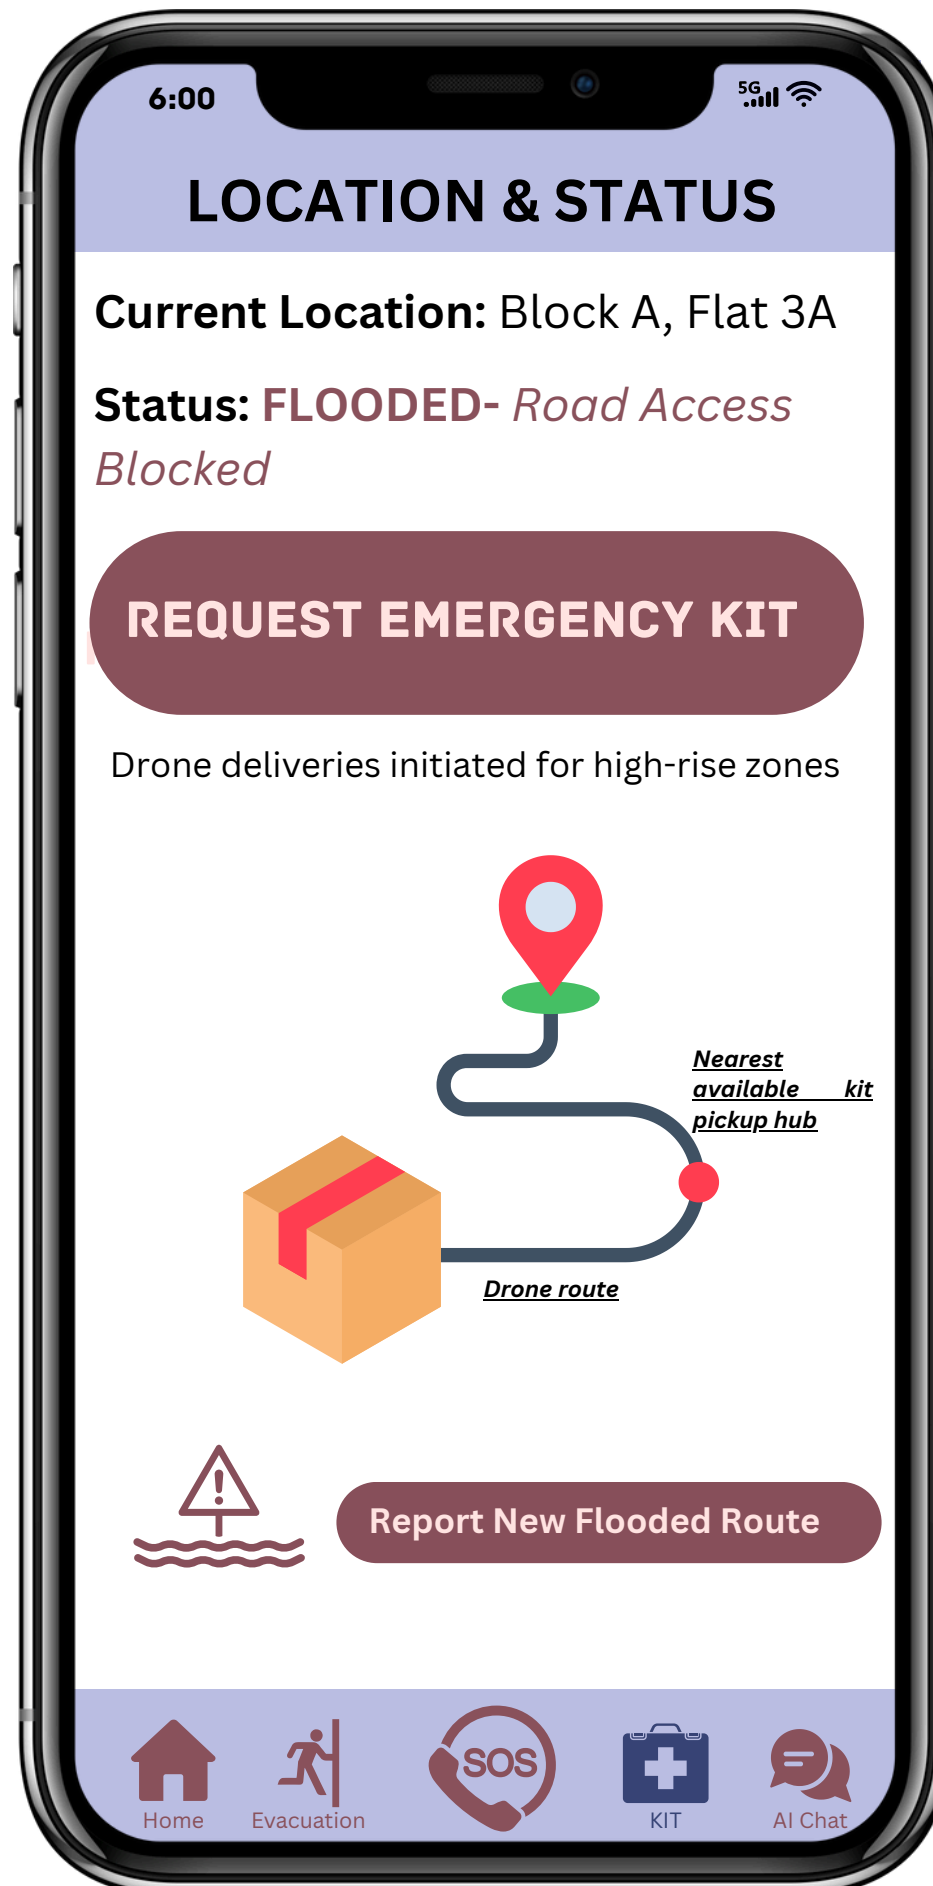 6:00
5G
LOCATION & STATUS
Current Location: Block A, Flat 3A
Status: FLOODED- Road Access
Blocked
REQUEST EMERGENCY KIT
Drone deliveries initiated for high-rise zones
Nearest
available kit
pickup hub
Drone route
Report New Flooded Route
SOS
Home
Evacuation
KIT
AI Chat